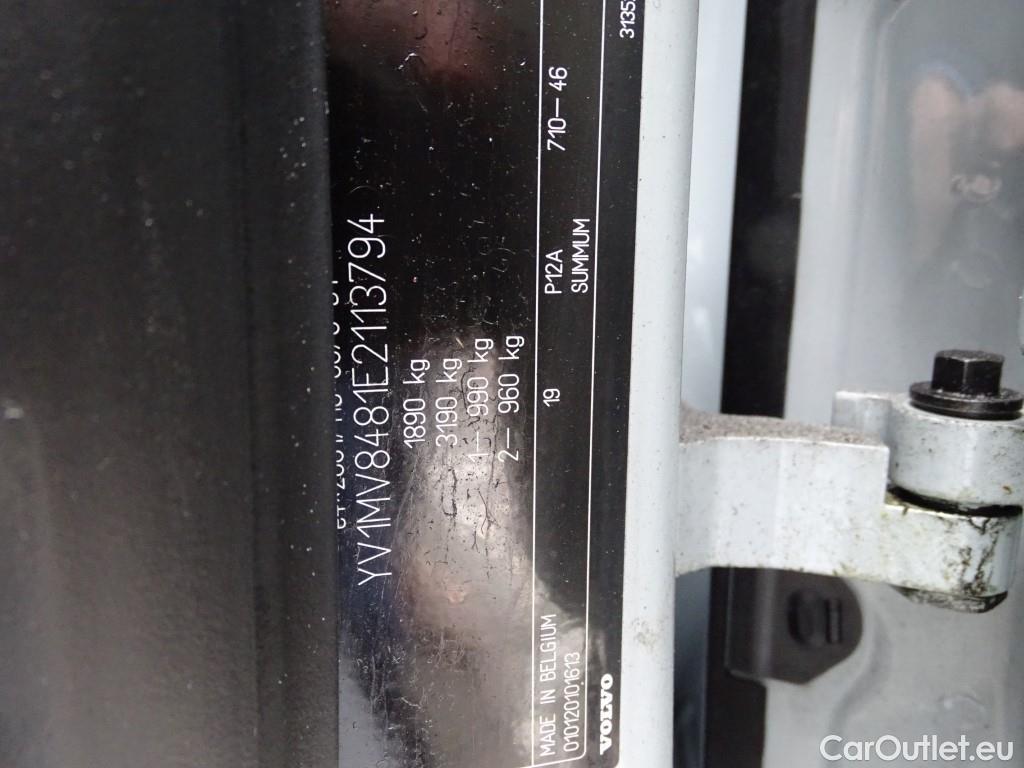 YV1MV8481E2113794
1890 kg
3190 kg
1— 990 kg
2— 960 kg
19 P12A 710—46
SUMMUM
MADE IN BELGIUM
010120101613
VOLVO
CarOutlet.eu